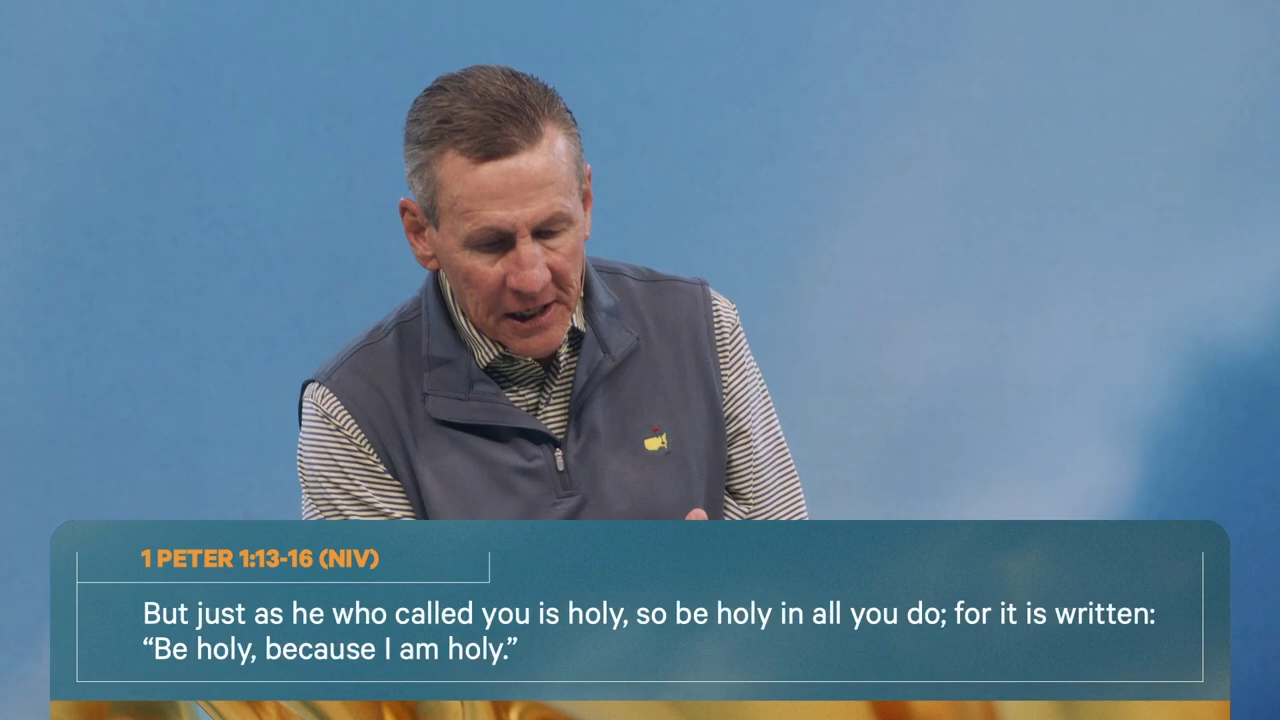 1 PETER 1:13-16 (NIV)
But just as he who called you is holy, so be holy in all you do; for it is written:
“Be holy, because I am holy.”